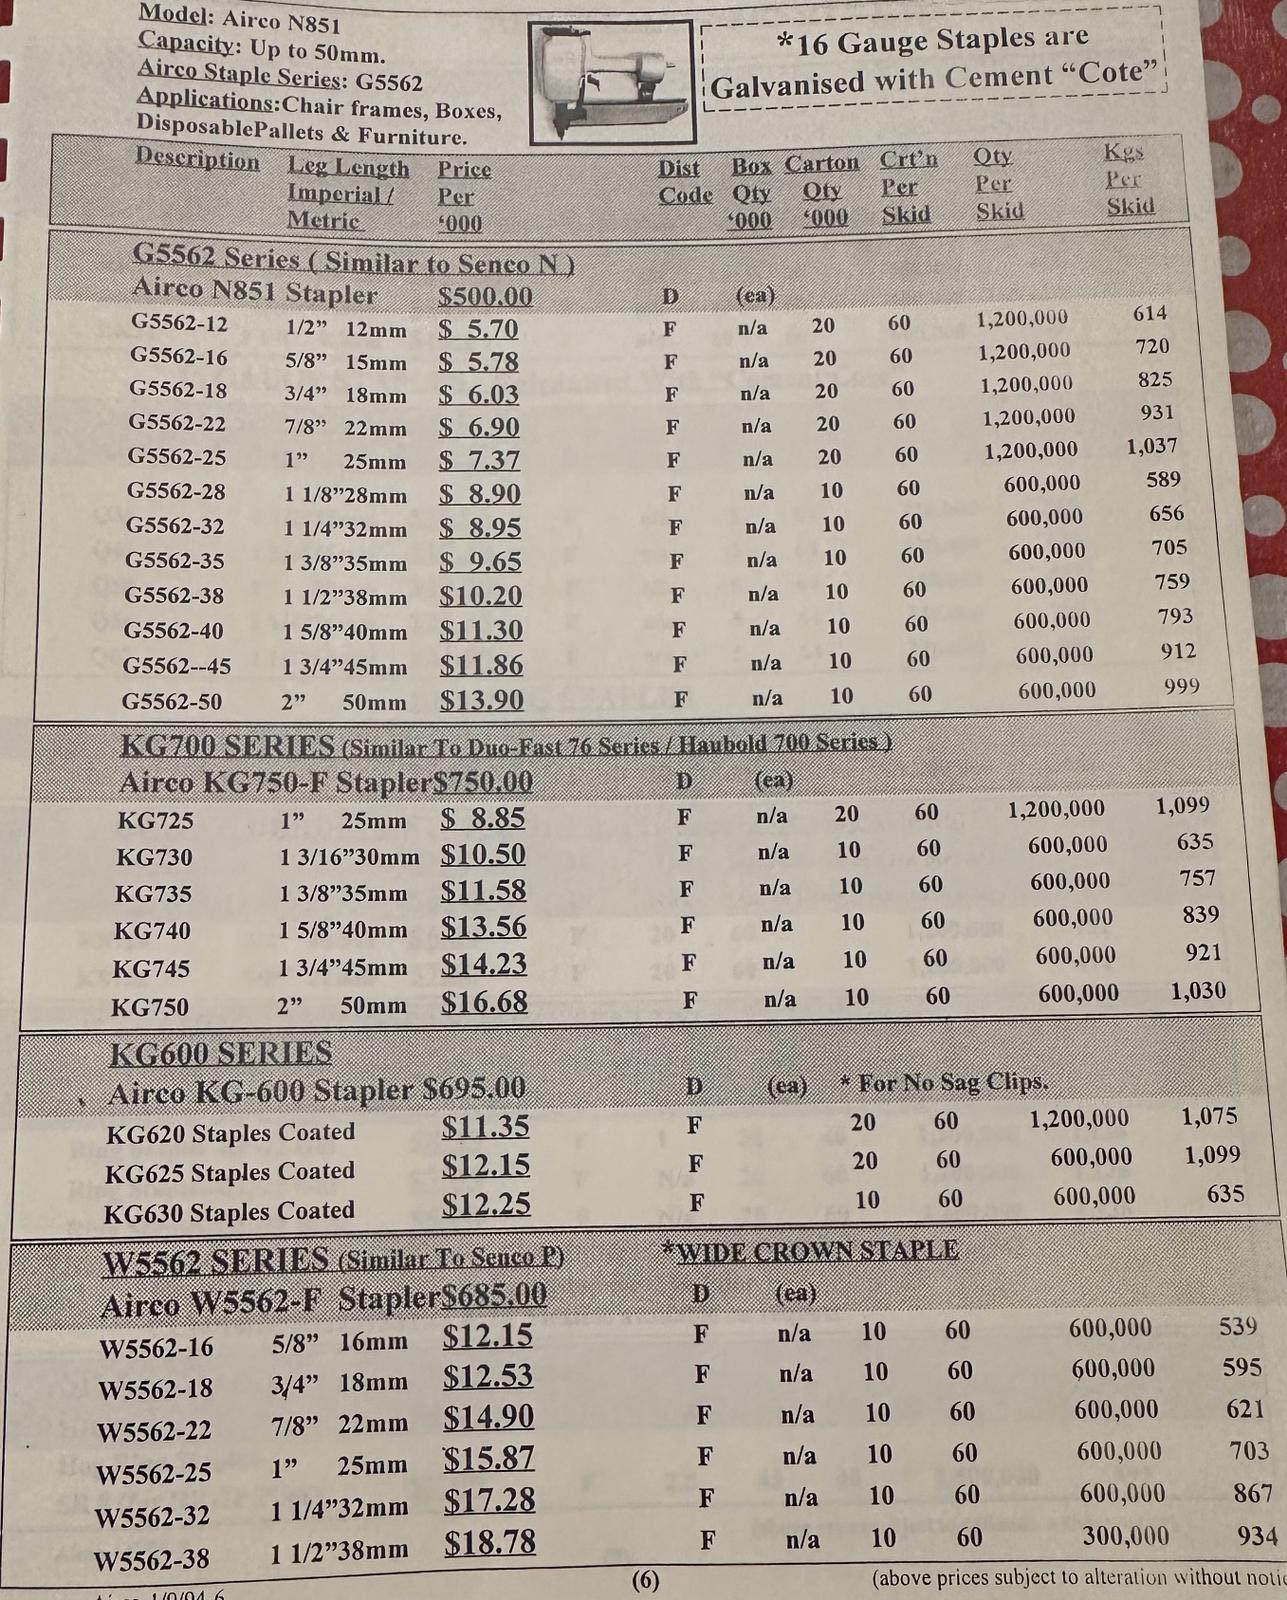 Model: Airco N851
Capacity: Up to 50mm.
Airco Staple Series: G5562
Applications:Chair frames, Boxes,
DisposablePallets & Furniture.
*16 Gauge Staples are
Galvanised with Cement “Cote”
Description Leg Length Price Dist Box Carton Crt’n Qty Kgs
Imperial / Per Code Qty Qty Per Per Per
Metric ‘000 ‘000 ‘000 Skid Skid Skid
G5562 Series ( Similar to Senco N )
Airco N851 Stapler $500.00 D (ea)
G5562-12 1/2” 12mm $ 5.70 F n/a 20 60 1,200,000 614
G5562-16 5/8” 15mm $ 5.78 F n/a 20 60 1,200,000 720
G5562-18 3/4” 18mm $ 6.03 F n/a 20 60 1,200,000 825
G5562-22 7/8” 22mm $ 6.90 F n/a 20 60 1,200,000 931
G5562-25 1” 25mm $ 7.37 F n/a 20 60 1,200,000 1,037
G5562-28 1 1/8”28mm $ 8.90 F n/a 10 60 600,000 589
G5562-32 1 1/4”32mm $ 8.95 F n/a 10 60 600,000 656
G5562-35 1 3/8”35mm $ 9.65 F n/a 10 60 600,000 705
G5562-38 1 1/2”38mm $10.20 F n/a 10 60 600,000 759
G5562-40 1 5/8”40mm $11.30 F n/a 10 60 600,000 793
G5562--45 1 3/4”45mm $11.86 F n/a 10 60 600,000 912
G5562-50 2” 50mm $13.90 F n/a 10 60 600,000 999
KG700 SERIES (Similar To Duo-Fast 76 Series / Haubold 700 Series )
Airco KG750-F Stapler$750.00 D (ea)
KG725 1” 25mm $ 8.85 F n/a 20 60 1,200,000 1,099
KG730 1 3/16”30mm $10.50 F n/a 10 60 600,000 635
KG735 1 3/8”35mm $11.58 F n/a 10 60 600,000 757
KG740 1 5/8”40mm $13.56 F n/a 10 60 600,000 839
KG745 1 3/4”45mm $14.23 F n/a 10 60 600,000 921
KG750 2” 50mm $16.68 F n/a 10 60 600,000 1,030
KG600 SERIES
Airco KG-600 Stapler $695.00 D (ea) * For No Sag Clips.
KG620 Staples Coated $11.35 F 20 60 1,200,000 1,075
KG625 Staples Coated $12.15 F 20 60 600,000 1,099
KG630 Staples Coated $12.25 F 10 60 600,000 635
W5562 SERIES (Similar To Senco P) *WIDE CROWN STAPLE
Airco W5562-F Stapler$685.00 D (ea)
W5562-16 5/8” 16mm $12.15 F n/a 10 60 600,000 539
W5562-18 3/4” 18mm $12.53 F n/a 10 60 600,000 595
W5562-22 7/8” 22mm $14.90 F n/a 10 60 600,000 621
W5562-25 1” 25mm $15.87 F n/a 10 60 600,000 703
W5562-32 1 1/4”32mm $17.28 F n/a 10 60 600,000 867
W5562-38 1 1/2”38mm $18.78 F n/a 10 60 300,000 934
(6) (above prices subject to alteration without